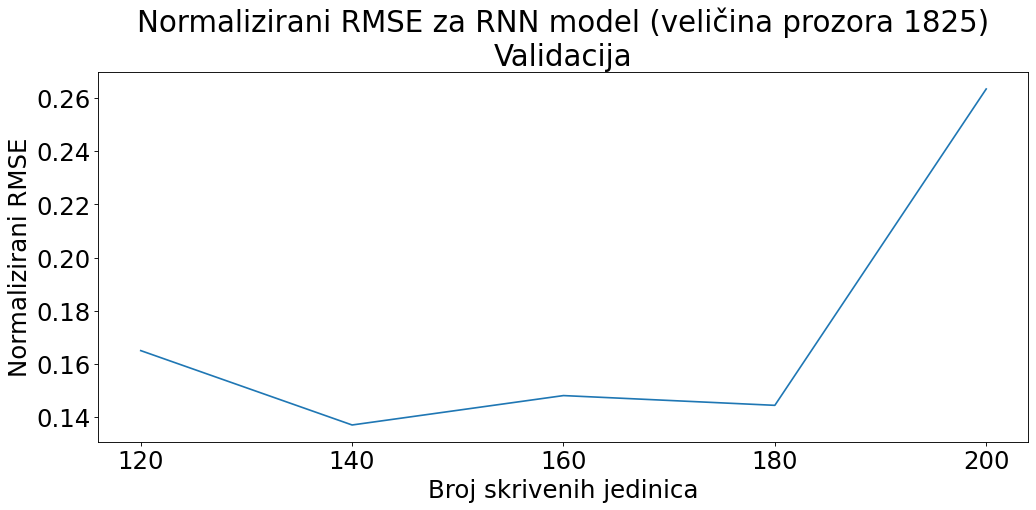 Normalizirani RMSE za RNN model (veličina prozora 1825)
Validacija
Normalizirani RMSE
0.26
0.24
0.22
0.20
0.18
0.16
0.14
120 140 160 180 200
Broj skrivenih jedinica